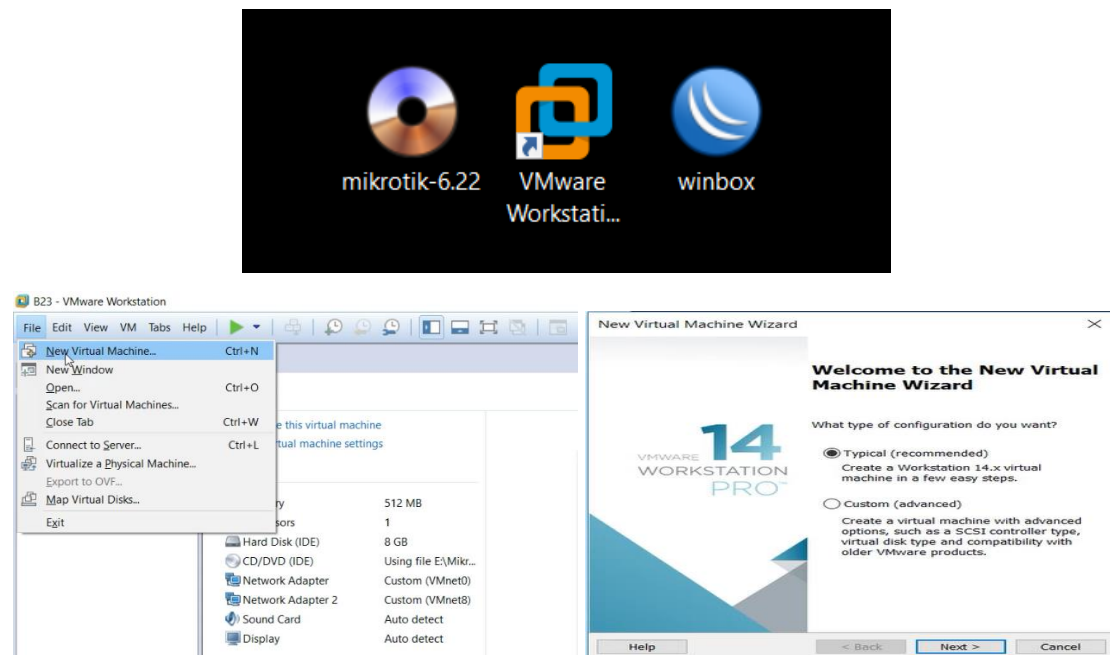 mikrotik-6.22
VMware
Workstati...
winbox
B23 - VMware Workstation
File Edit View VM Tabs Help
New Virtual Machine... Ctrl+N
New Window
Open... Ctrl+O
Scan for Virtual Machines...
Close Tab Ctrl+W
Connect to Server... Ctrl+L
Virtualize a Physical Machine...
Export to OVF...
Map Virtual Disks...
Exit
e this virtual machine
tual machine settings
ry 512 MB
sors 1
Hard Disk (IDE) 8 GB
CD/DVD (IDE) Using file E:\Mikr...
Network Adapter Custom (VMnet0)
Network Adapter 2 Custom (VMnet8)
Sound Card Auto detect
Display Auto detect
New Virtual Machine Wizard
VMWARE 14
WORKSTATION
PRO™
Welcome to the New Virtual
Machine Wizard
What type of configuration do you want?
Typical (recommended)
Create a Workstation 14.x virtual
machine in a few easy steps.
Custom (advanced)
Create a virtual machine with advanced
options, such as a SCSI controller type,
virtual disk type and compatibility with
older VMware products.
Help < Back Next > Cancel